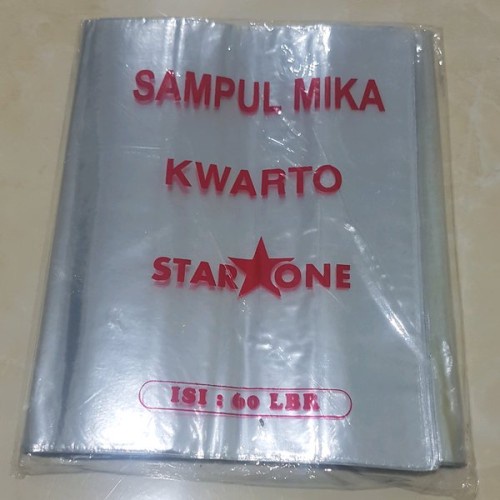 SAMPUL MIKA
KWARTO
STAR ONE
ISI : 60 LBR